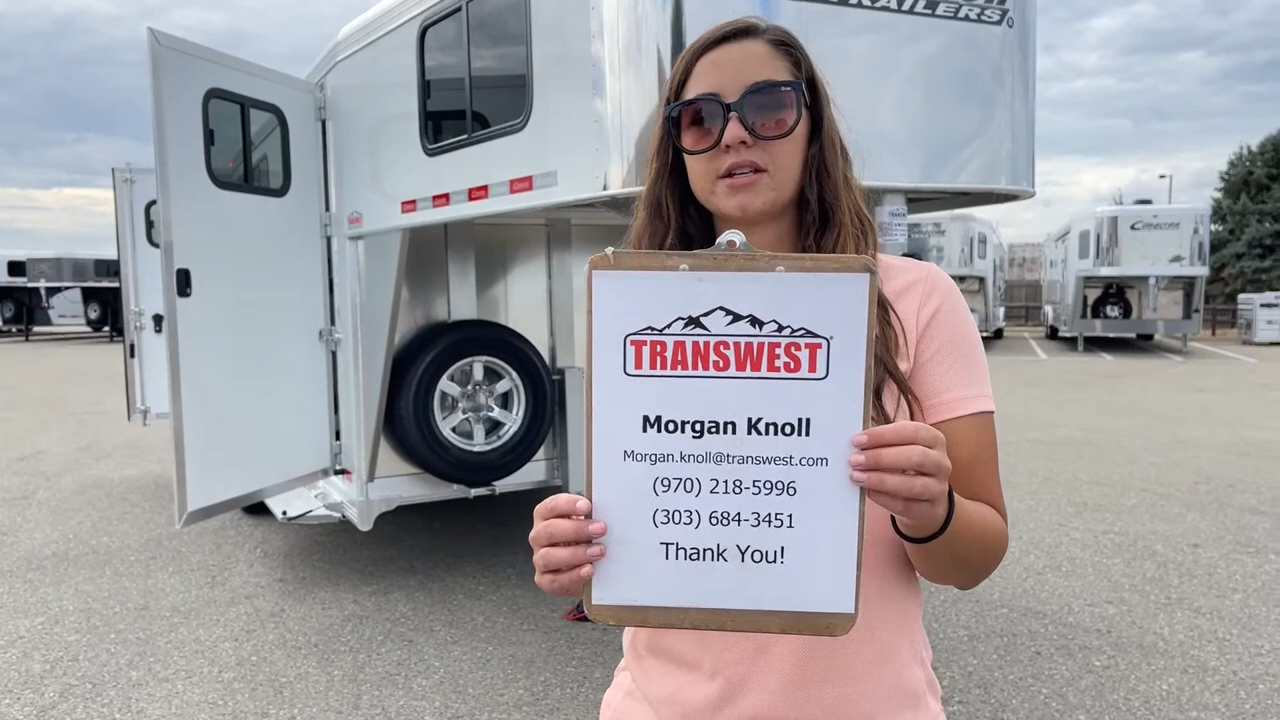 TRAILERS
TRANSWEST
Morgan Knoll
Morgan.knoll@transwest.com
(970) 218-5996
(303) 684-3451
Thank You!